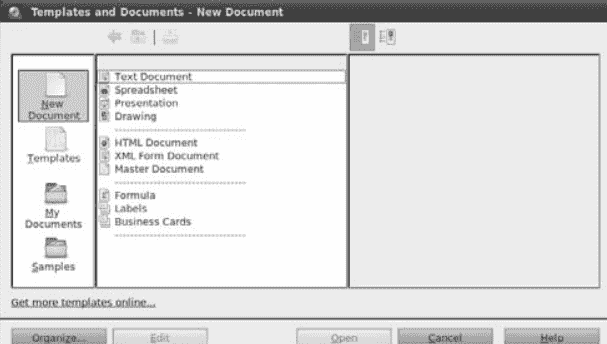 Templates and Documents - New Document
New Document
Templates
My Documents
Samples
Text Document
Spreadsheet
Presentation
Drawing
HTML Document
XML Form Document
Master Document
Formula
Labels
Business Cards
Get more templates online...
Organize...
Edit
Open
Cancel
Help